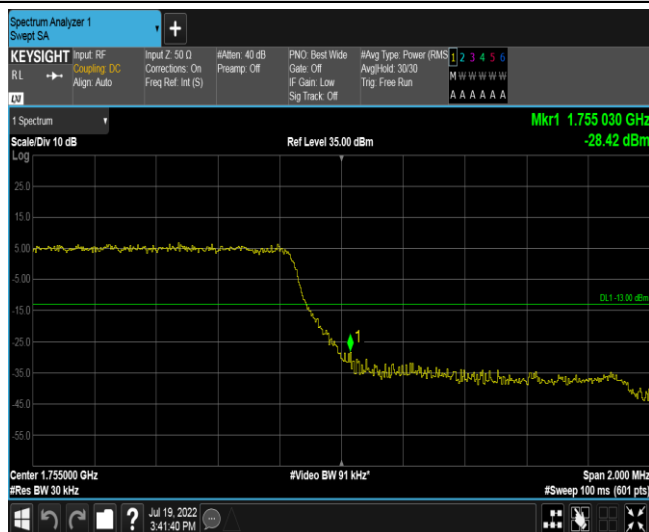 Spectrum Analyzer 1
Swept SA
+
KEYSIGHT
RL
LXI
Input: RF
Coupling: DC
Align: Auto
Input Z: 50 Ω
Corrections: On
Freq Ref: Int (S)
#Atten: 40 dB
Preamp: Off
PNO: Best Wide
Gate: Off
IF Gain: Low
Sig Track: Off
#Avg Type: Power (RMS
Avg|Hold: 30/30
Trig: Free Run
1 2 3 4 5 6
M W W W W W
A A A A A A
1 Spectrum
Mkr1 1.755 030 GHz
Scale/Div 10 dB
Ref Level 35.00 dBm
-28.42 dBm
Log
25.0
15.0
5.00
-5.00
DL1 -13.00 dBm
-15.0
1
-25.0
-35.0
-45.0
-55.0
Center 1.755000 GHz
#Video BW 91 kHz*
Span 2.000 MHz
#Res BW 30 kHz
#Sweep 100 ms (601 pts)
?
Jul 19, 2022
3:41:40 PM